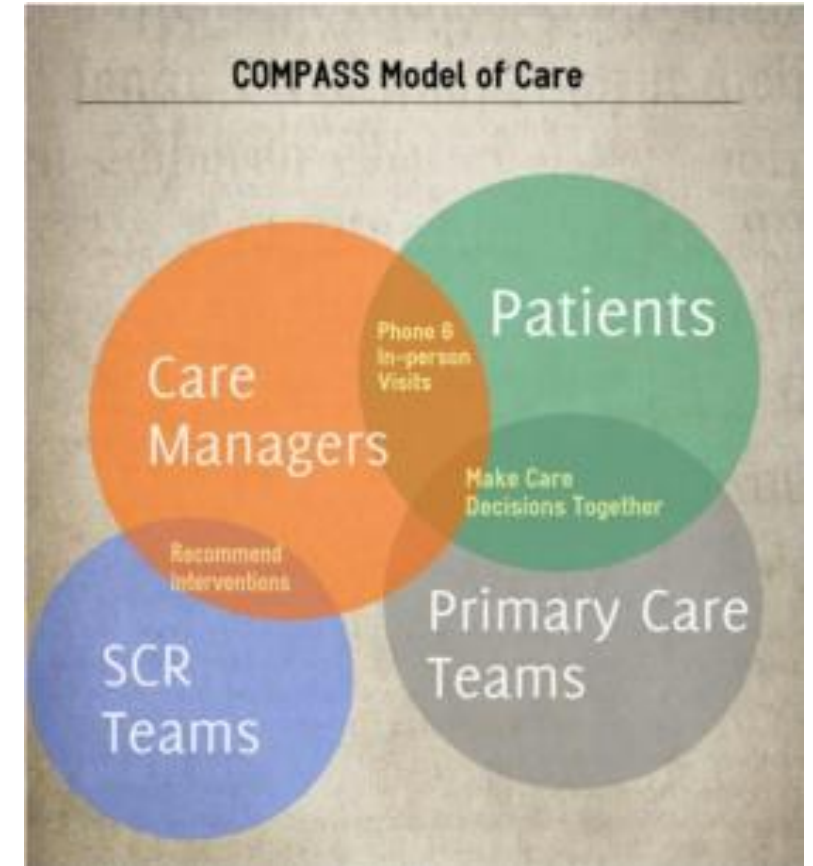 COMPASS Model of Care
Patients
Phone &
In-person
Visits
Care
Managers
Make Care
Decisions Together
Recommend
interventions
Primary Care
Teams
SCR
Teams